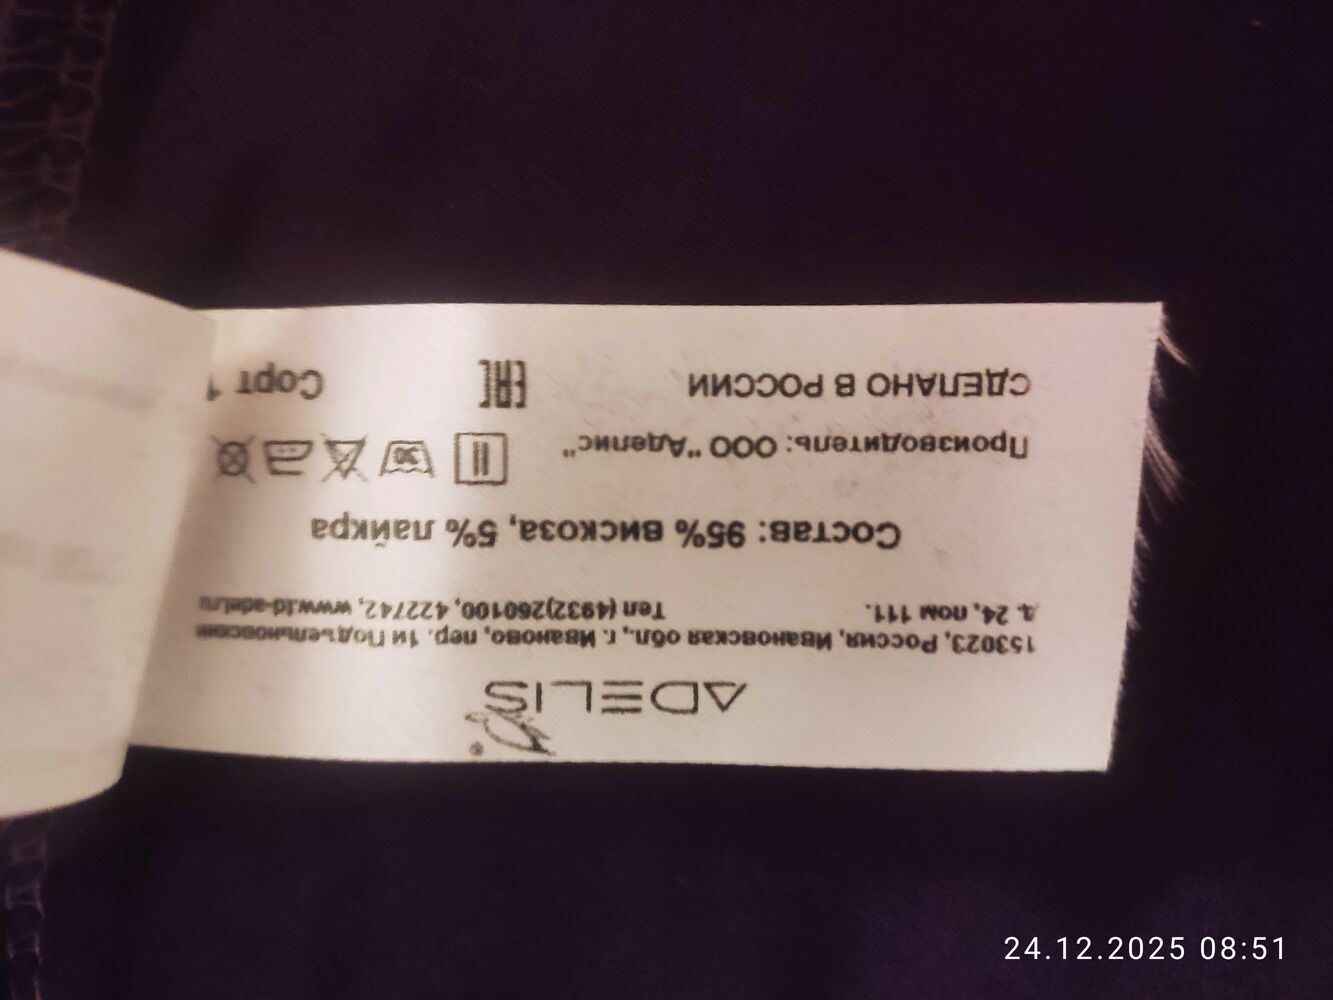 ADELIS®
153023, Россия, Ивановская обл., г. Иваново, пер. 1й Подъельновский
д. 24, пом 111. Тел (4932)260100, 422742, www.td-adel.ru
Состав: 95% вискоза, 5% лайкра
Производитель: ООО "Аделис" 30
СДЕЛАНО В РОССИИ EAC Сорт 1
24.12.2025 08:51